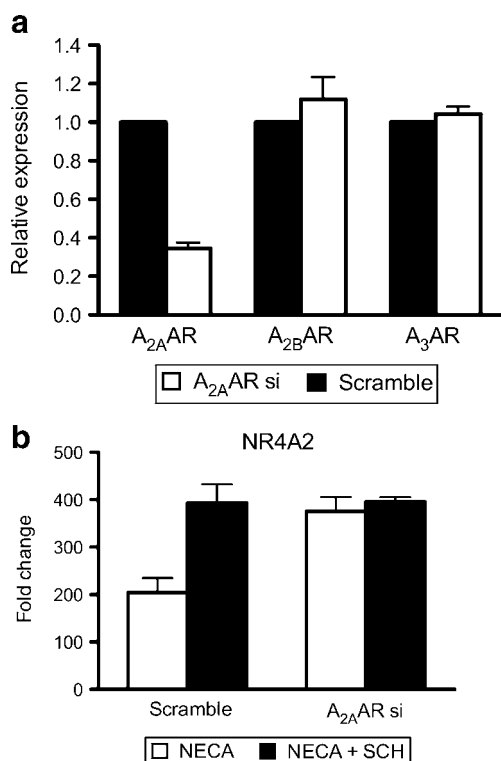 a
Relative expression
1.4
1.2
1.0
0.8
0.6
0.4
0.2
0.0
A2AAR A2BAR A3AR
A2AAR si Scramble
b
NR4A2
Fold change
500
400
300
200
100
0
Scramble A2AAR si
NECA NECA + SCH